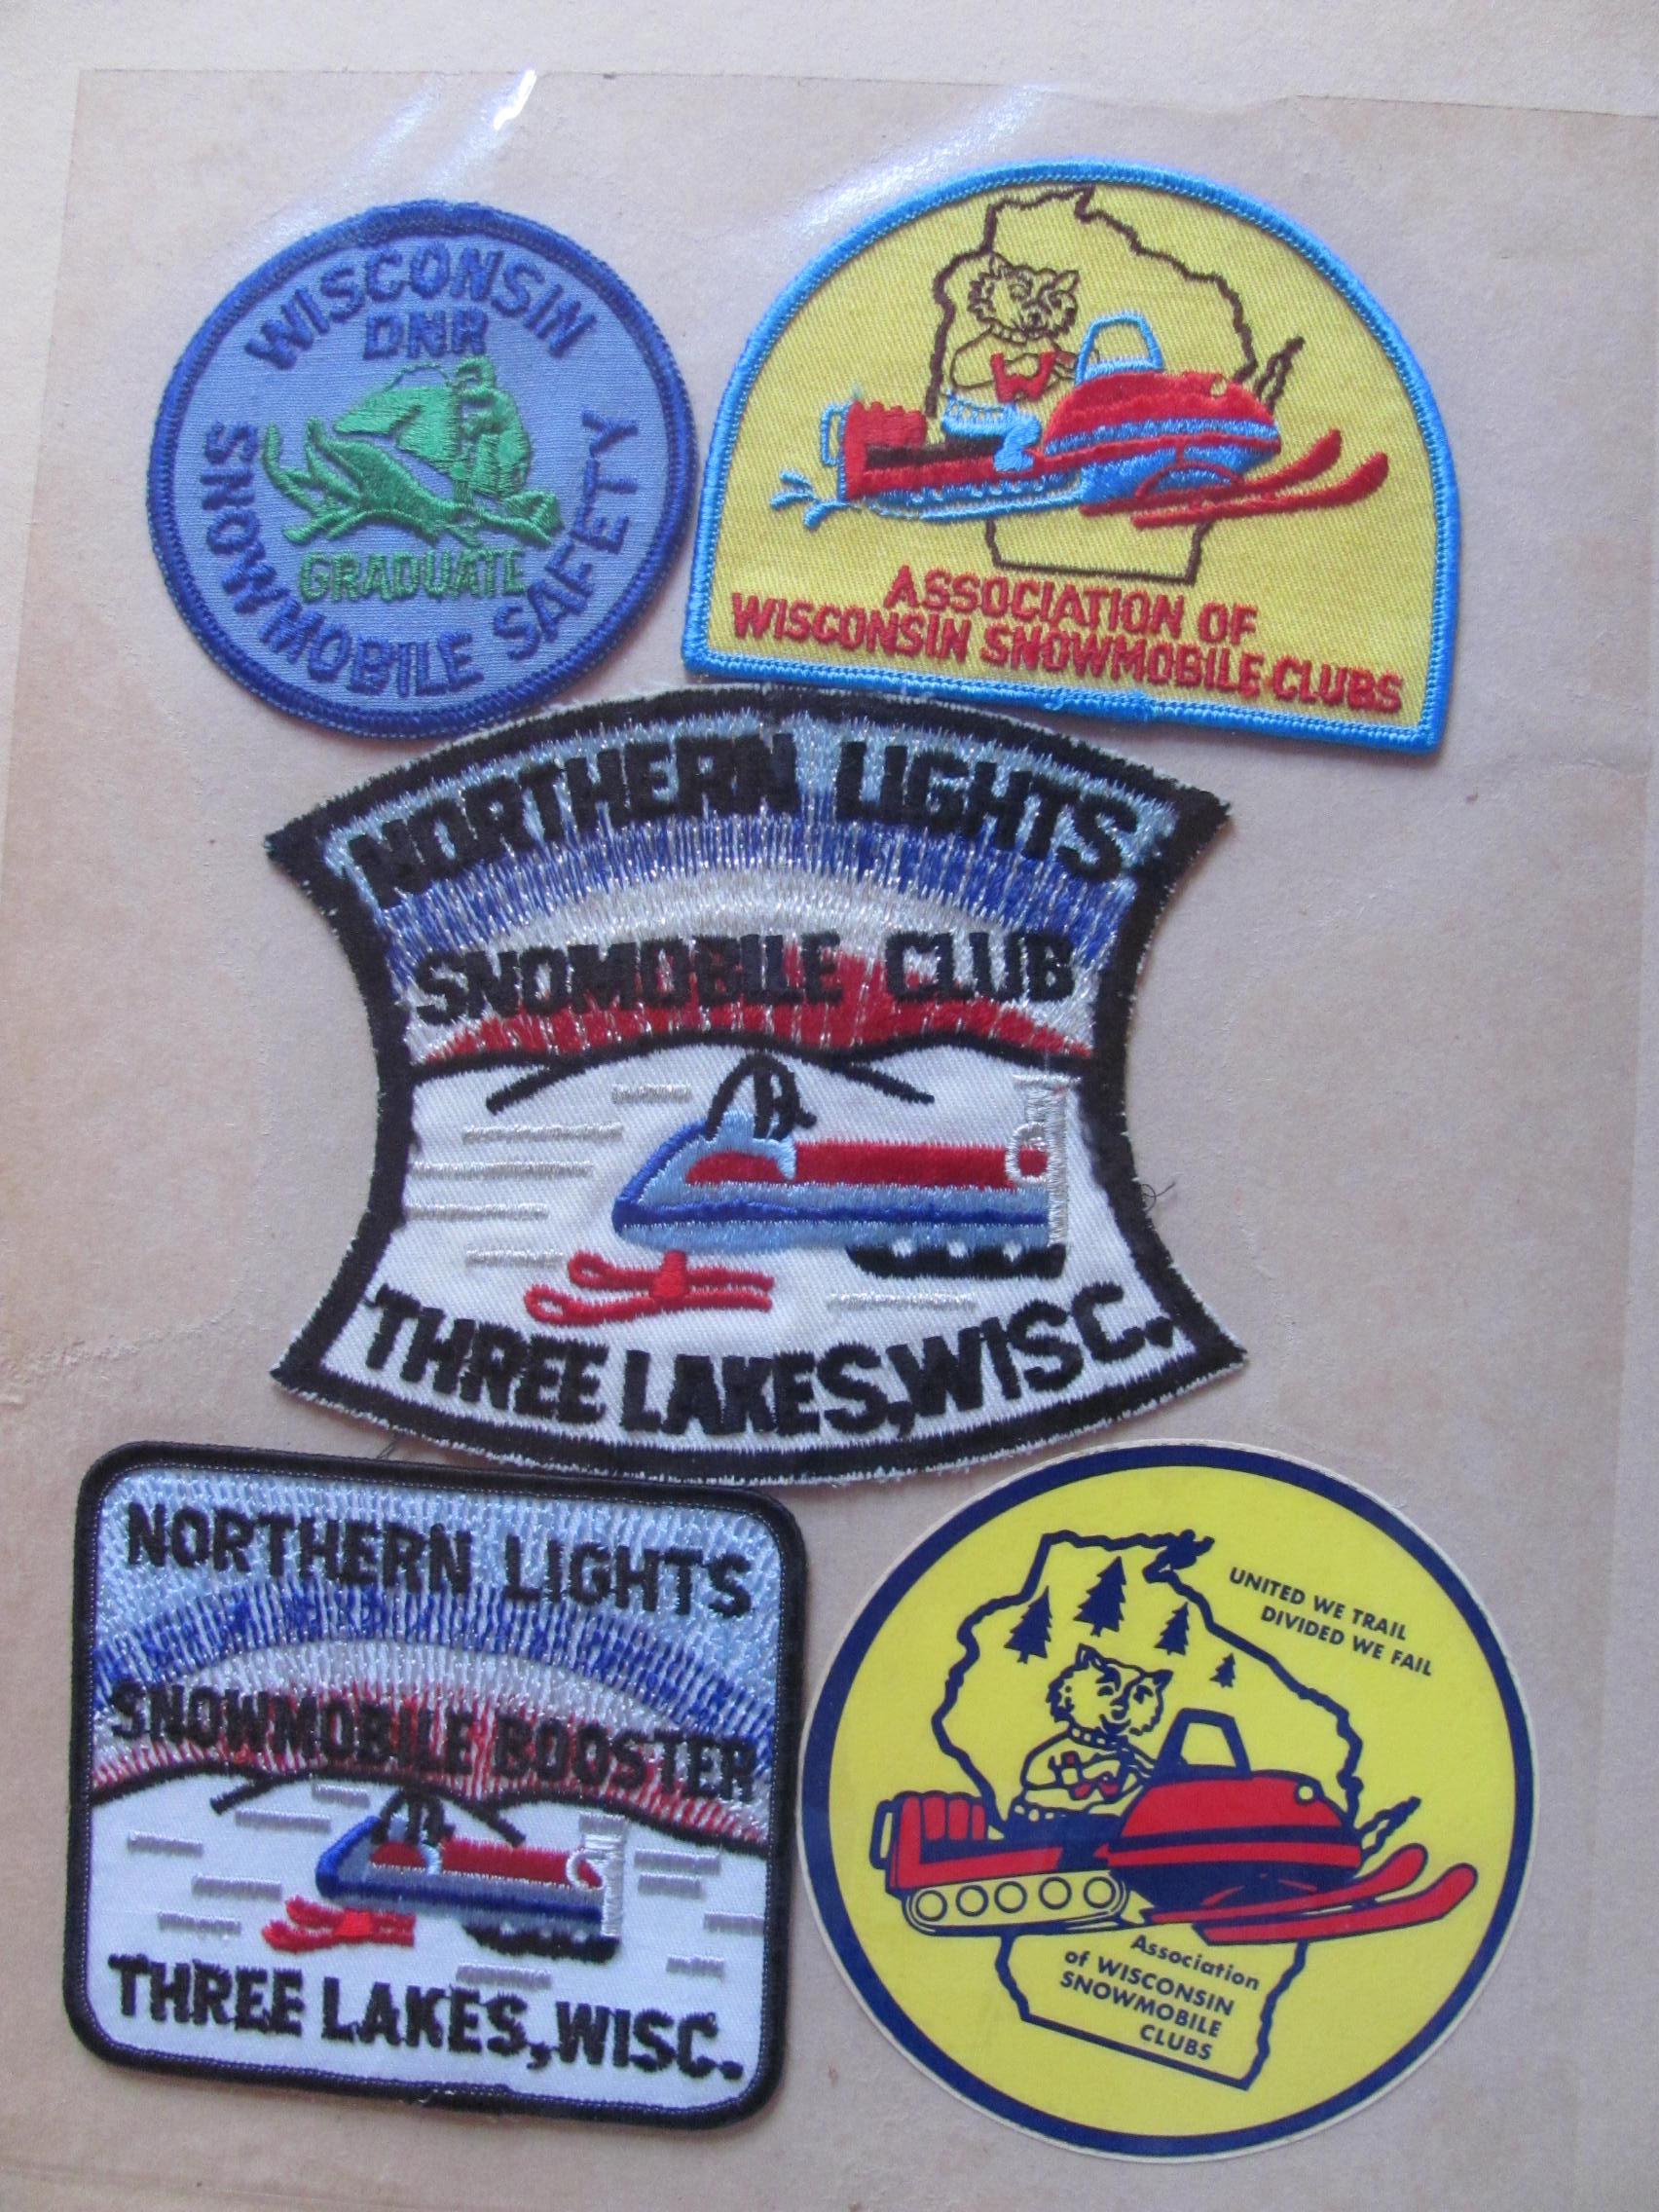 WISCONSIN
DNR
GRADUATE
SNOWMOBILE SAFETY
W
ASSOCIATION OF
WISCONSIN SNOWMOBILE CLUBS
NORTHERN LIGHTS
SNOMOBILE CLUB
THREE LAKES, WISC.
NORTHERN LIGHTS
SNOWMOBILE BOOSTER
THREE LAKES, WISC.
UNITED WE TRAIL
DIVIDED WE FAIL
W
Association
of WISCONSIN
SNOWMOBILE
CLUBS